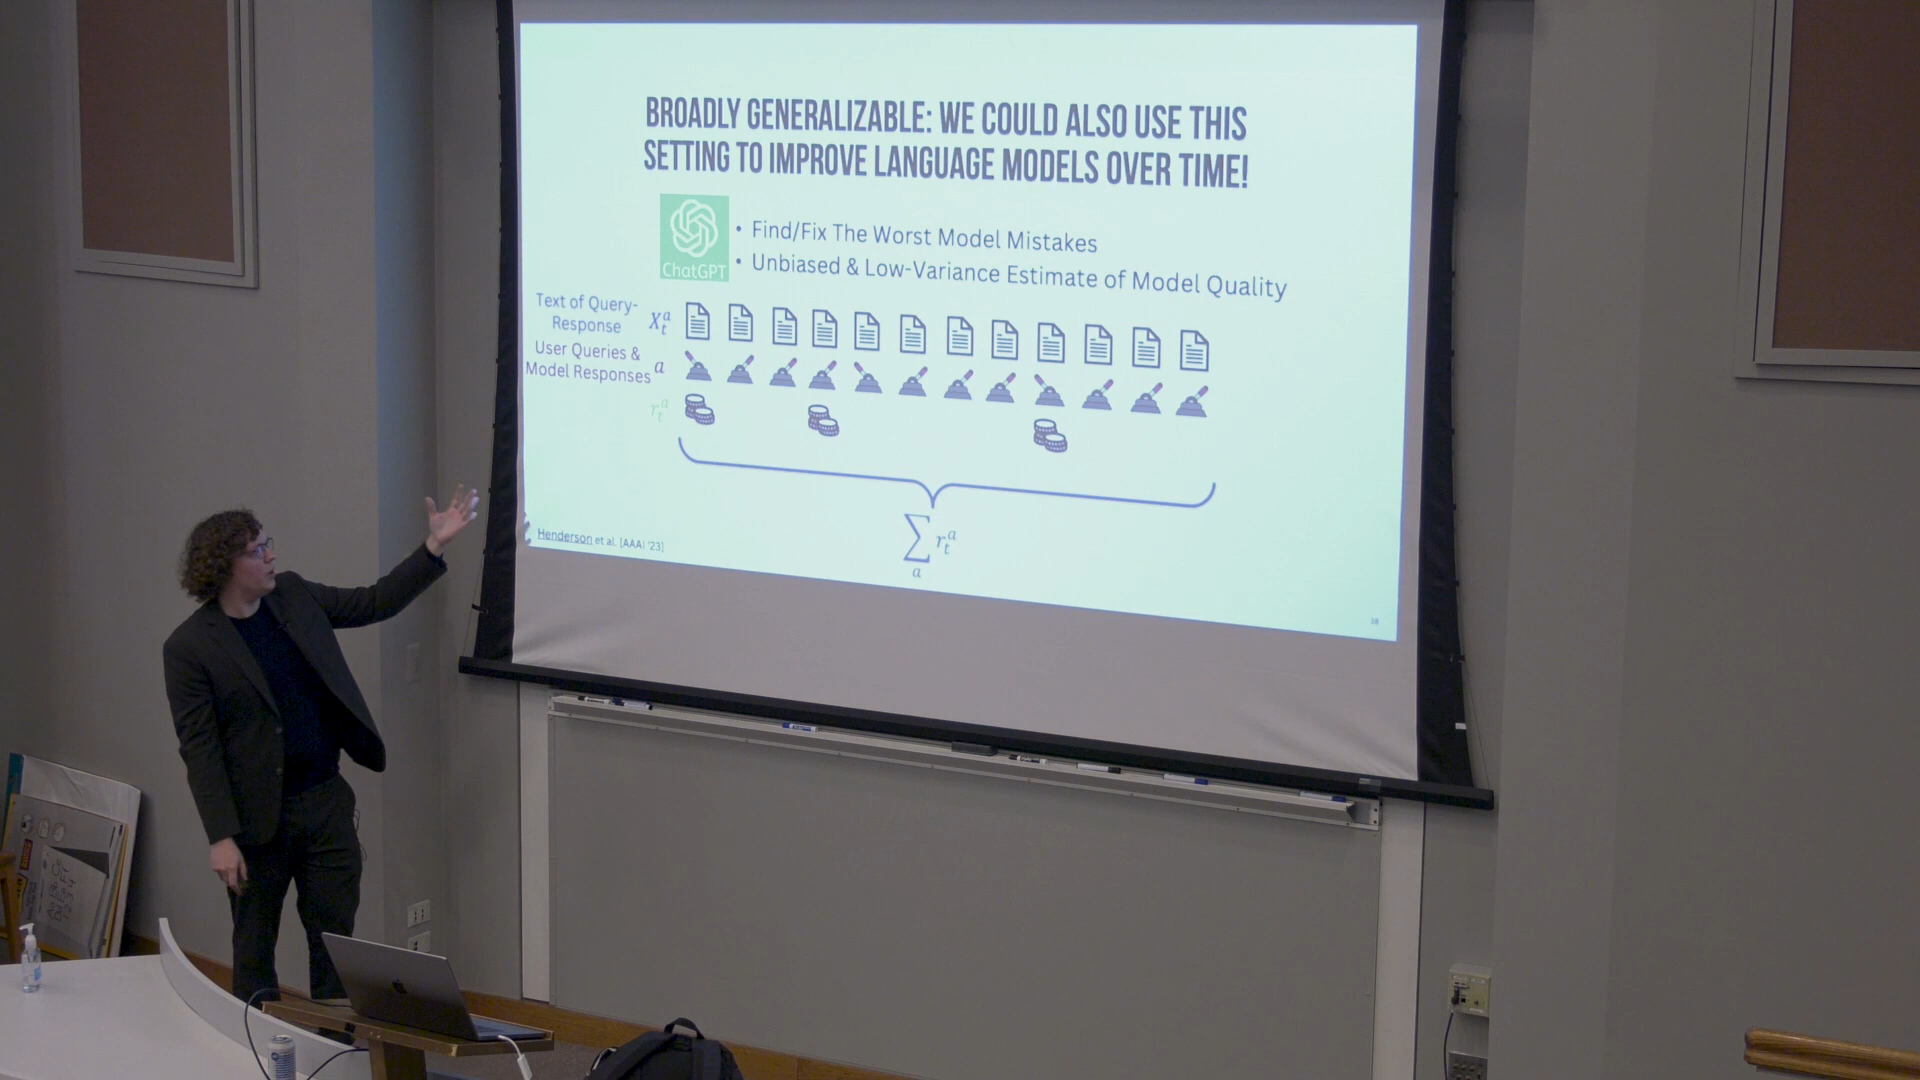 BROADLY GENERALIZABLE: WE COULD ALSO USE THIS
SETTING TO IMPROVE LANGUAGE MODELS OVER TIME!
ChatGPT
• Find/Fix The Worst Model Mistakes
• Unbiased & Low-Variance Estimate of Model Quality
Text of Query-
Response
X_t^a
User Queries &
Model Responses
a
r_t^a
∑_a r_t^a
Henderson et al. [AAAI '23]
38